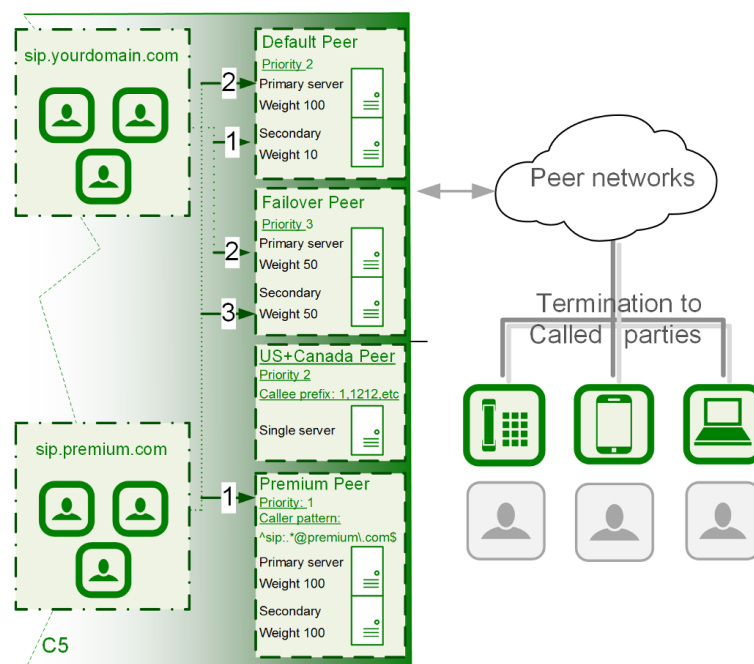 sip.yourdomain.com
2
1
2
3
1
sip.premium.com
C5
Default Peer
Priority 2
Primary server
Weight 100
Secondary
Weight 10
Failover Peer
Priority 3
Primary server
Weight 50
Secondary
Weight 50
US+Canada Peer
Priority 2
Callee prefix: 1,1212,etc
Single server
Premium Peer
Priority: 1
Caller pattern:
^sip:.*@premium\.com$
Primary server
Weight 100
Secondary
Weight 100
Peer networks
Termination to
Called parties